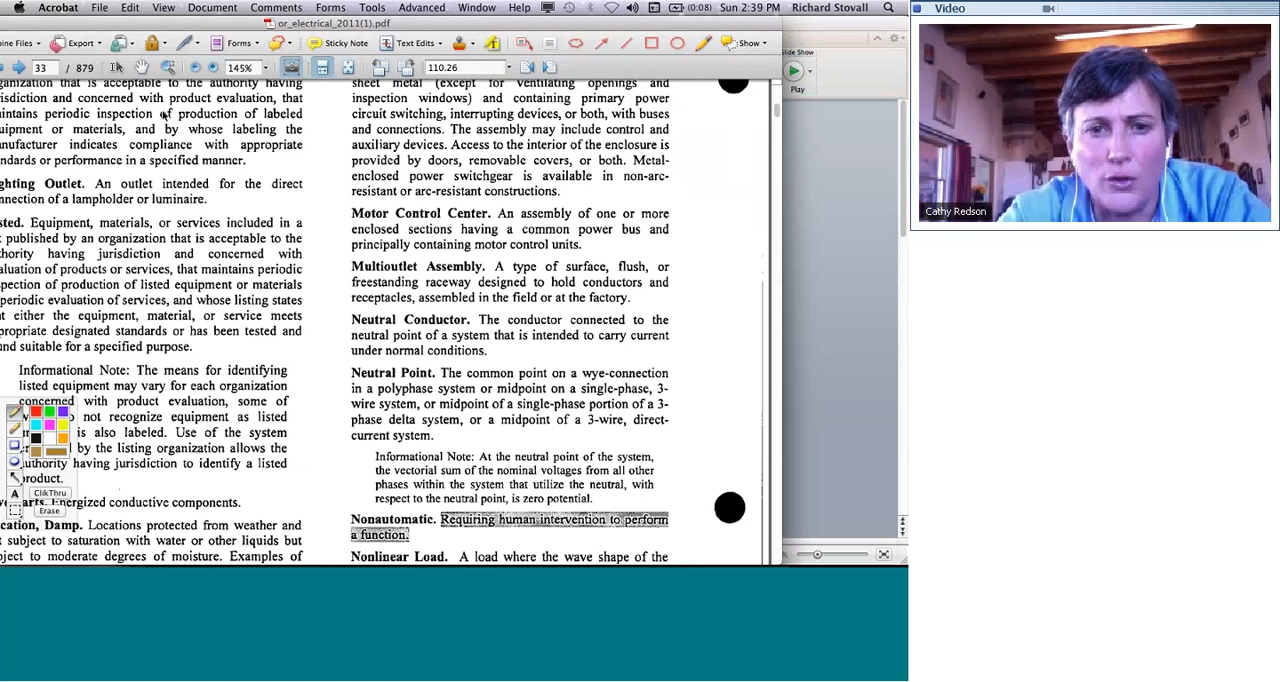 Acrobat File Edit View Document Comments Forms Tools Advanced Window Help (0:08) Sun 2:39 PM Richard Stovall
Video
or_electrical_2011(1).pdf
ine Files Export Forms Sticky Note Text Edits Show
33 / 879 145% 110.26
Play
Cathy Redson
ganization that is acceptable to the authority having
risdiction and concerned with product evaluation, that
aintains periodic inspection of production of labeled
uipment or materials, and by whose labeling the
anufacturer indicates compliance with appropriate
ndards or performance in a specified manner.
ghting Outlet. An outlet intended for the direct
nnection of a lampholder or luminaire.
sted. Equipment, materials, or services included in a
t published by an organization that is acceptable to the
thority having jurisdiction and concerned with
aluation of products or services, that maintains periodic
spection of production of listed equipment or materials
periodic evaluation of services, and whose listing states
at either the equipment, material, or service meets
propriate designated standards or has been tested and
und suitable for a specified purpose.
Informational Note: The means for identifying
listed equipment may vary for each organization
concerned with product evaluation, some of
not recognize equipment as listed
is also labeled. Use of the system
by the listing organization allows the
authority having jurisdiction to identify a listed
product.
arts. Energized conductive components.
cation, Damp. Locations protected from weather and
t subject to saturation with water or other liquids but
bject to moderate degrees of moisture. Examples of
A
ClikThru
Erase
sheet metal (except for ventilating openings and
inspection windows) and containing primary power
circuit switching, interrupting devices, or both, with buses
and connections. The assembly may include control and
auxiliary devices. Access to the interior of the enclosure is
provided by doors, removable covers, or both. Metal-
enclosed power switchgear is available in non-arc-
resistant or arc-resistant constructions.
Motor Control Center. An assembly of one or more
enclosed sections having a common power bus and
principally containing motor control units.
Multioutlet Assembly. A type of surface, flush, or
freestanding raceway designed to hold conductors and
receptacles, assembled in the field or at the factory.
Neutral Conductor. The conductor connected to the
neutral point of a system that is intended to carry current
under normal conditions.
Neutral Point. The common point on a wye-connection
in a polyphase system or midpoint on a single-phase, 3-
wire system, or midpoint of a single-phase portion of a 3-
phase delta system, or a midpoint of a 3-wire, direct-
current system.
Informational Note: At the neutral point of the system,
the vectorial sum of the nominal voltages from all other
phases within the system that utilize the neutral, with
respect to the neutral point, is zero potential.
Nonautomatic. Requiring human intervention to perform
a function.
Nonlinear Load. A load where the wave shape of the